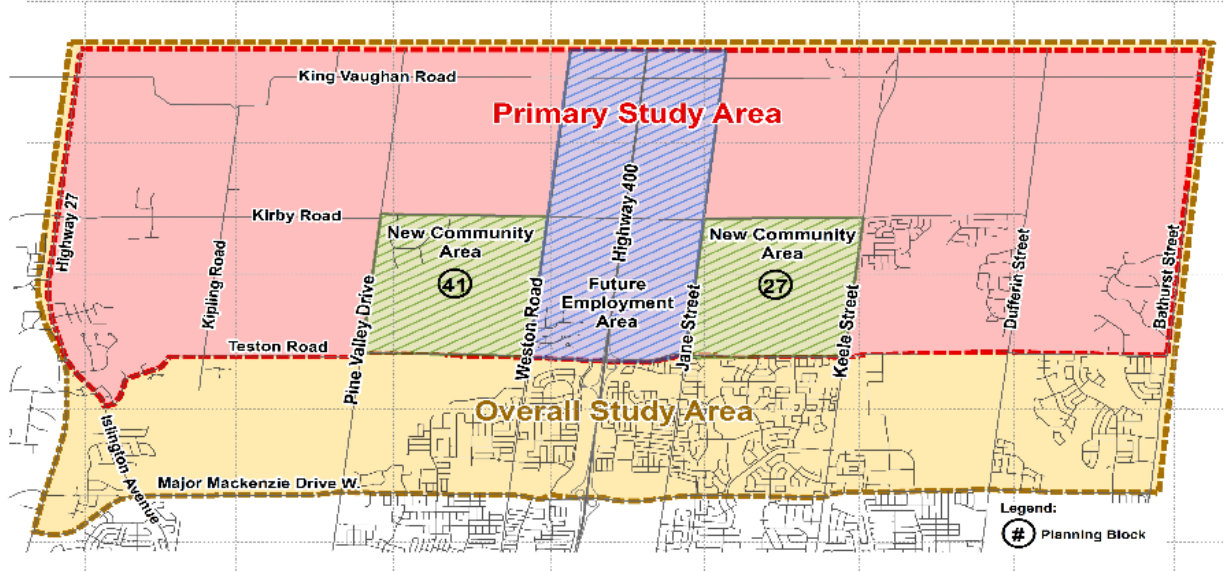 King Vaughan Road
Primary Study Area
Highway 400
Highway 27
Kirby Road
Kipling Road
New Community
Area
41
New Community
Area
27
Pine Valley Drive
Weston Road
Future
Employment
Area
Jane Street
Keele Street
Dufferin Street
Bathurst Street
Teston Road
Overall Study Area
Islington Avenue
Major Mackenzie Drive W.
Legend:
# Planning Block